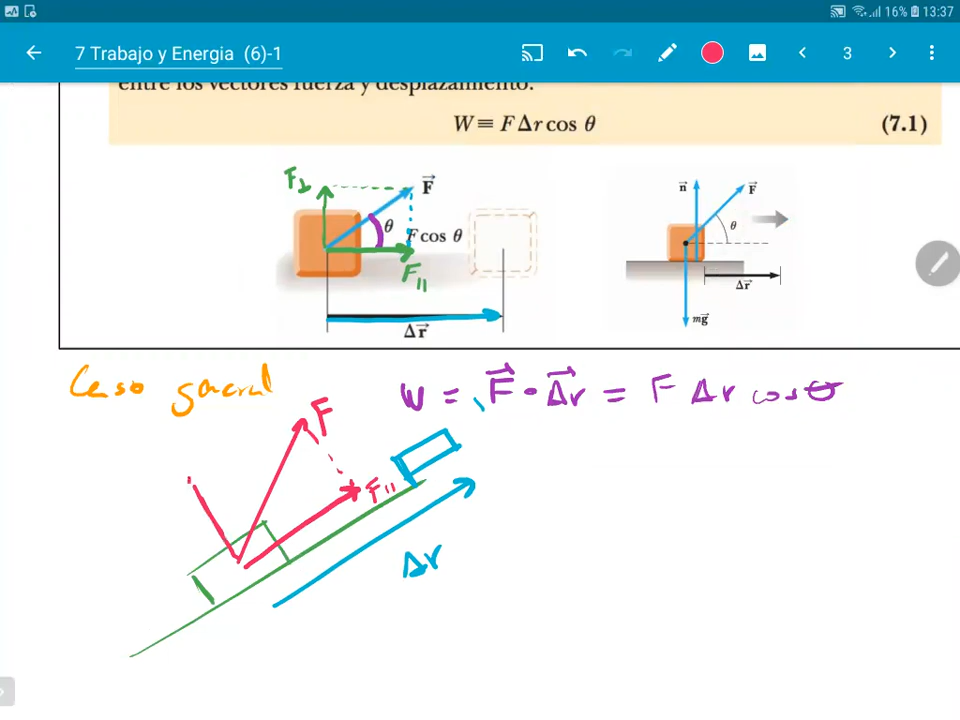 16% 13:37
7 Trabajo y Energia (6)-1
3
entre los vectores fuerza y desplazamiento.
W ≡ F Δr cos θ (7.1)
F⊥
F⃗
θ
F cos θ
F∥
Δr⃗
n⃗
F⃗
θ
Δr⃗
mg⃗
Caso general
W = F⃗ · Δr⃗ = F Δr cos θ
F
F∥
Δr